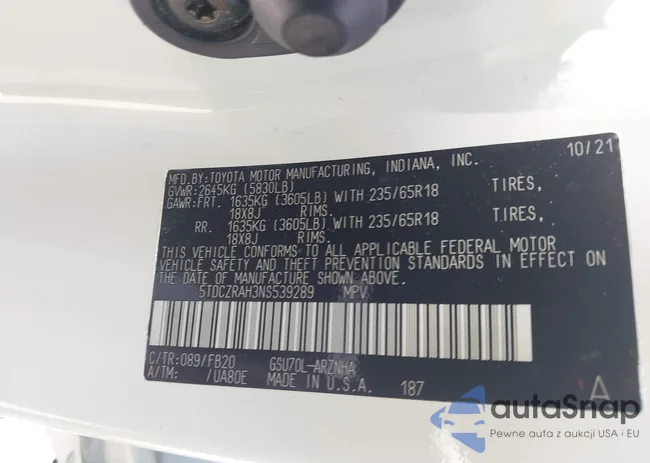 MFD.BY:TOYOTA MOTOR MANUFACTURING, INDIANA, INC. 10/21
GVWR:2645KG (5830LB)
GAWR:FRT. 1635KG (3605LB) WITH 235/65R18 TIRES,
18X8J RIMS.
RR. 1635KG (3605LB) WITH 235/65R18 TIRES,
18X8J RIMS.
THIS VEHICLE CONFORMS TO ALL APPLICABLE FEDERAL MOTOR
VEHICLE SAFETY AND THEFT PREVENTION STANDARDS IN EFFECT ON
THE DATE OF MANUFACTURE SHOWN ABOVE.
5TDCZRAH3NS539289 MPV
C/TR:089/FB20 GSU70L-ARZNHA
A/TM: /UA80E MADE IN U.S.A. 187 A
autaSnap
Pewne auta z aukcji USA i EU